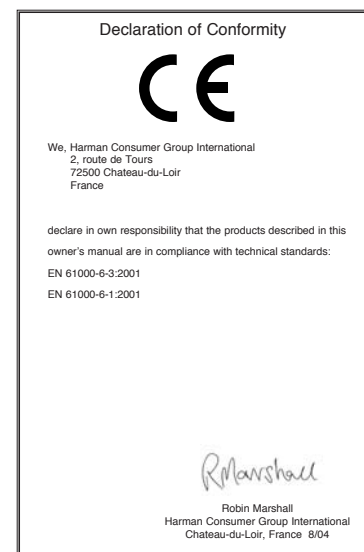 Declaration of Conformity
CE
We, Harman Consumer Group International
2, route de Tours
72500 Chateau-du-Loir
France
declare in own responsibility that the products described in this
owner's manual are in compliance with technical standards:
EN 61000-6-3:2001
EN 61000-6-1:2001
RMarshall
Robin Marshall
Harman Consumer Group International
Chateau-du-Loir, France 8/04